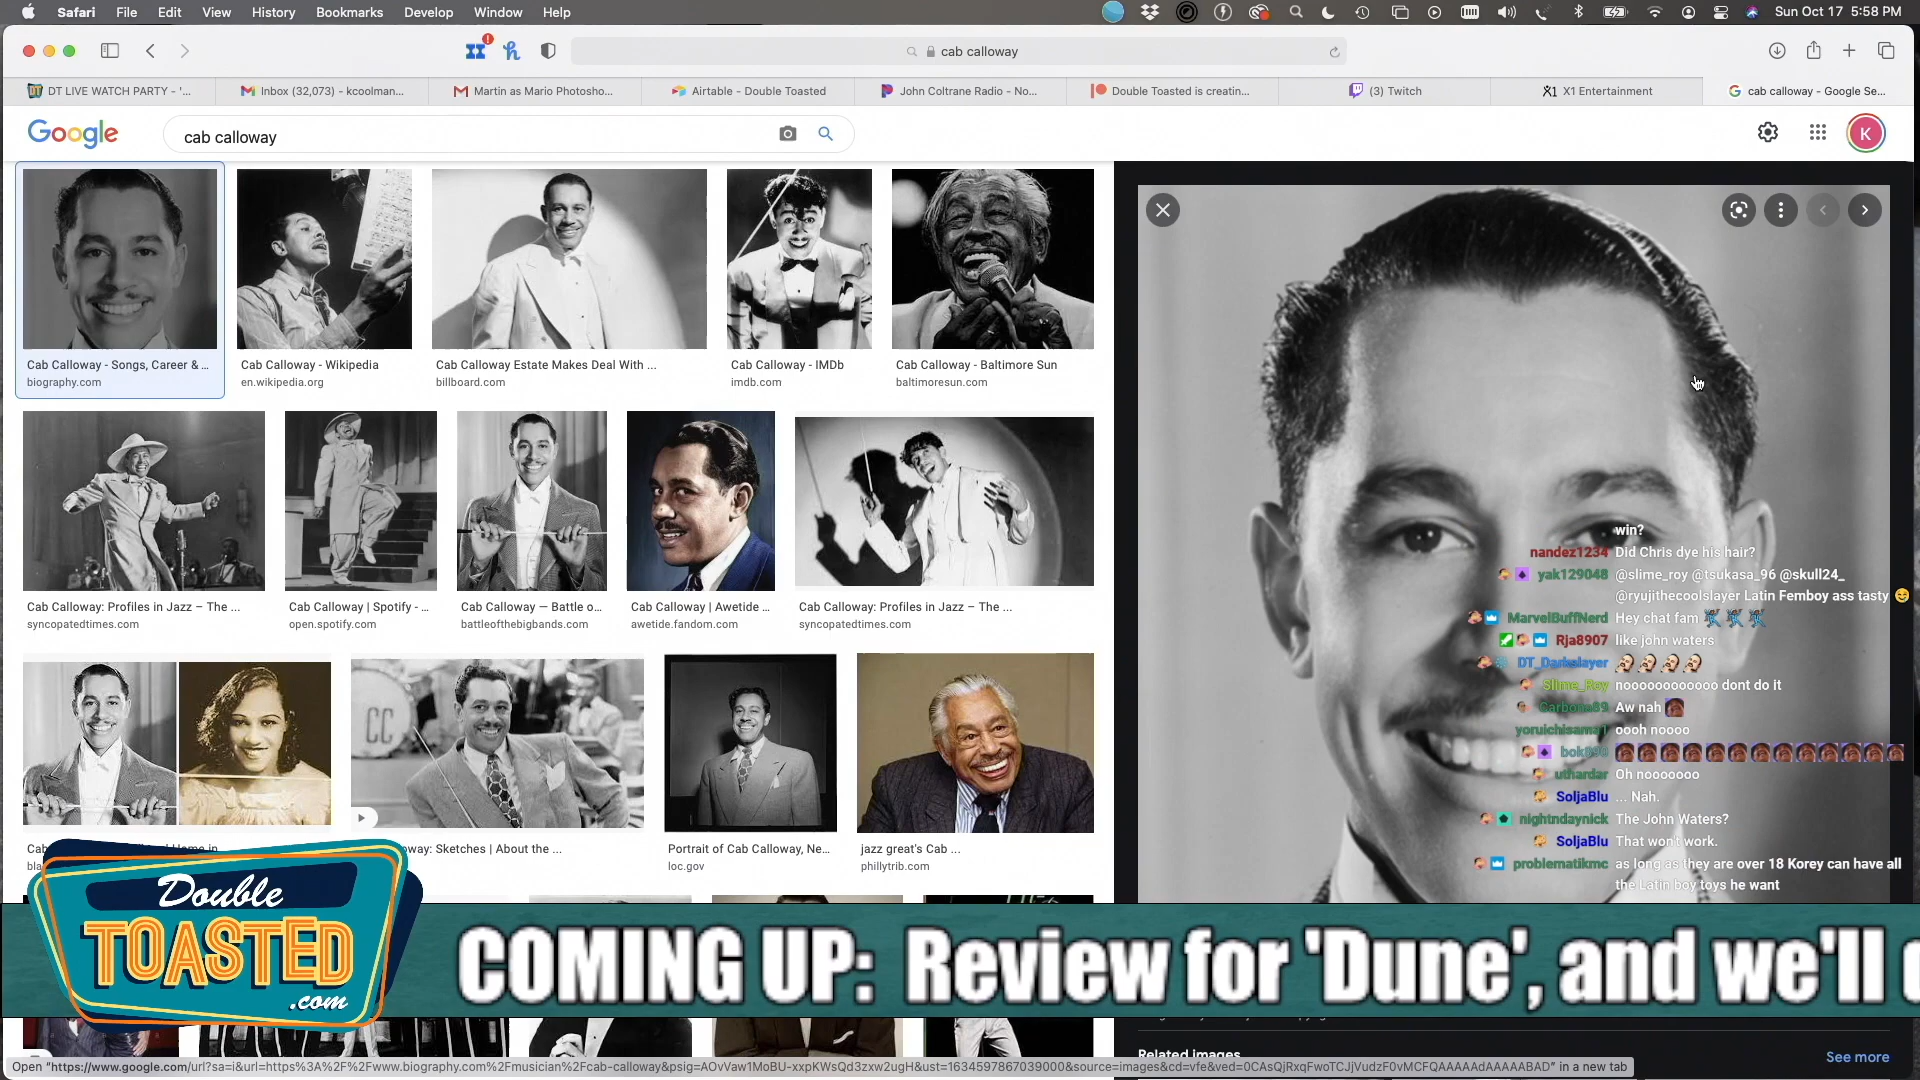 Safari File Edit View History Bookmarks Develop Window Help
Sun Oct 17 5:58 PM
cab calloway
DT LIVE WATCH PARTY - '...
Inbox (32,073) - kcoolman...
Martin as Mario Photosho...
Airtable - Double Toasted
John Coltrane Radio - No...
Double Toasted is creatin...
(3) Twitch
X1 Entertainment
cab calloway - Google Se...
Google
cab calloway
K
Cab Calloway - Songs, Career & ...
biography.com
Cab Calloway - Wikipedia
en.wikipedia.org
Cab Calloway Estate Makes Deal With ...
billboard.com
Cab Calloway - IMDb
imdb.com
Cab Calloway - Baltimore Sun
baltimoresun.com
Cab Calloway: Profiles in Jazz – The ...
syncopatedtimes.com
Cab Calloway | Spotify - ...
open.spotify.com
Cab Calloway — Battle o...
battleofthebigbands.com
Cab Calloway | Awetide ...
awetide.fandom.com
Cab Calloway: Profiles in Jazz – The ...
syncopatedtimes.com
CC
oway: Sketches | About the ...
Portrait of Cab Calloway, Ne...
loc.gov
jazz great's Cab ...
phillytrib.com
win?
nandez1234 Did Chris dye his hair?
yak129048 @slime_roy @tsukasa_96 @skull24_
@ryujithecoolslayer Latin Femboy ass tasty
MarvelBuffNerd Hey chat fam
Rja8907 like john waters
DT_Darkslayer
Slime_Roy noooooooooooo dont do it
Carbone89 Aw nah
yoruichisama1 oooh noooo
uthardar Oh nooooooo
SoljaBlu ... Nah.
nightndaynick The John Waters?
SoljaBlu That won't work.
problematikmc as long as they are over 18 Korey can have all
the Latin boy toys he want
Double
TOASTED
.com
COMING UP: Review for 'Dune', and we'll
Related images
See more
Open "https://www.google.com/url?sa=i&url=https%3A%2F%2Fwww.biography.com%2Fmusician%2Fcab-calloway&psig=AOvVaw1MoBU-xxpKWsQd3zxw2ugH&ust=1634597867039000&source=images&cd=vfe&ved=0CAsQjRxqFwoTCJjVudzF0vMCFQAAAAAdAAAAABAD" in a new tab